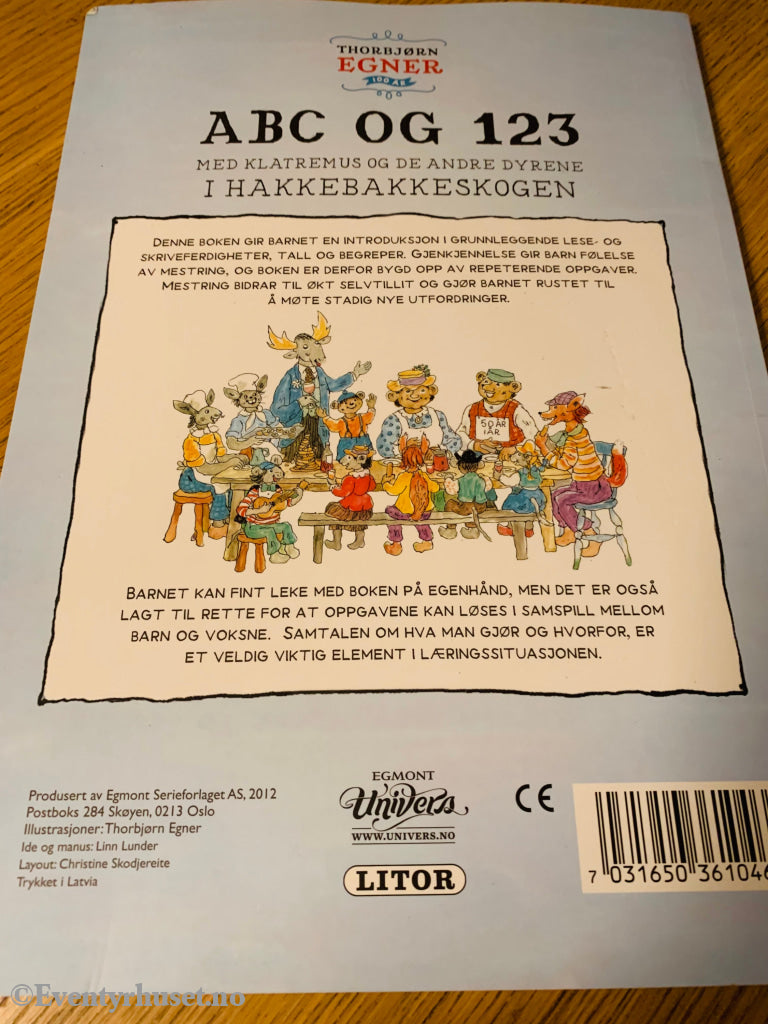 THORBJØRN
EGNER
100 ÅR
ABC OG 123
MED KLATREMUS OG DE ANDRE DYRENE
I HAKKEBAKKESKOGEN
DENNE BOKEN GIR BARNET EN INTRODUKSJON I GRUNNLEGGENDE LESE- OG
SKRIVEFERDIGHETER, TALL OG BEGREPER. GJENKJENNELSE GIR BARN FØLELSE
AV MESTRING, OG BOKEN ER DERFOR BYGD OPP AV REPETERENDE OPPGAVER.
MESTRING BIDRAR TIL ØKT SELVTILLIT OG GJØR BARNET RUSTET TIL
Å MØTE STADIG NYE UTFORDRINGER.
50 ÅR
I ÅR
BARNET KAN FINT LEKE MED BOKEN PÅ EGENHÅND, MEN DET ER OGSÅ
LAGT TIL RETTE FOR AT OPPGAVENE KAN LØSES I SAMSPILL MELLOM
BARN OG VOKSNE. SAMTALEN OM HVA MAN GJØR OG HVORFOR, ER
ET VELDIG VIKTIG ELEMENT I LÆRINGSSITUASJONEN.
Produsert av Egmont Serieforlaget AS, 2012
Postboks 284 Skøyen, 0213 Oslo
Illustrasjoner: Thorbjørn Egner
Ide og manus: Linn Lunder
Layout: Christine Skodjereite
Trykket i Latvia
EGMONT
Univers
WWW.UNIVERS.NO
LITOR
CE
7 031650 361046
©Eventyrhuset.no